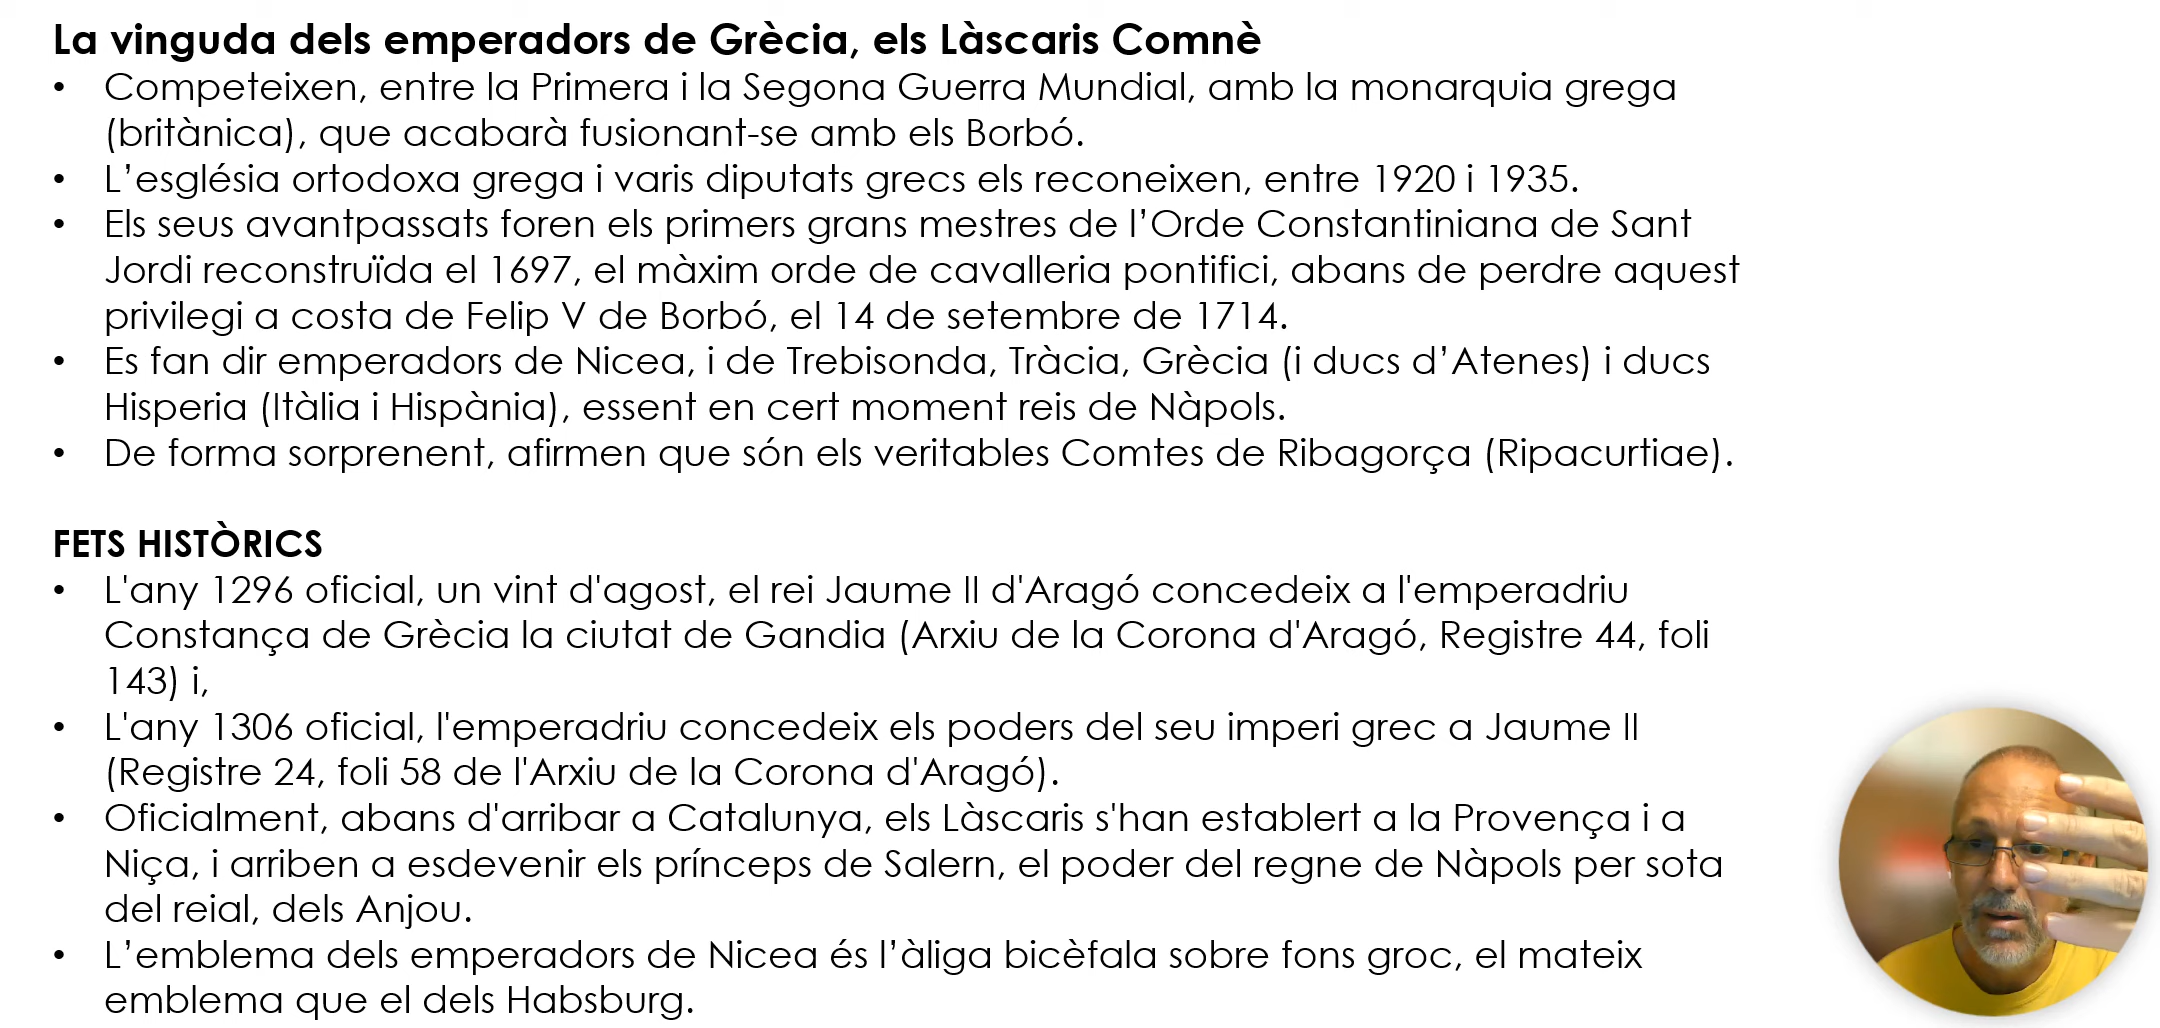 La vinguda dels emperadors de Grècia, els Làscaris Comnè
• Competeixen, entre la Primera i la Segona Guerra Mundial, amb la monarquia grega
(britànica), que acabarà fusionant-se amb els Borbó.
• L’església ortodoxa grega i varis diputats grecs els reconeixen, entre 1920 i 1935.
• Els seus avantpassats foren els primers grans mestres de l’Orde Constantiniana de Sant
Jordi reconstruïda el 1697, el màxim orde de cavalleria pontifici, abans de perdre aquest
privilegi a costa de Felip V de Borbó, el 14 de setembre de 1714.
• Es fan dir emperadors de Nicea, i de Trebisonda, Tràcia, Grècia (i ducs d’Atenes) i ducs
Hisperia (Itàlia i Hispània), essent en cert moment reis de Nàpols.
• De forma sorprenent, afirmen que són els veritables Comtes de Ribagorça (Ripacurtiae).
FETS HISTÒRICS
• L'any 1296 oficial, un vint d'agost, el rei Jaume II d'Aragó concedeix a l'emperadriu
Constança de Grècia la ciutat de Gandia (Arxiu de la Corona d'Aragó, Registre 44, foli
143) i,
• L'any 1306 oficial, l'emperadriu concedeix els poders del seu imperi grec a Jaume II
(Registre 24, foli 58 de l'Arxiu de la Corona d'Aragó).
• Oficialment, abans d'arribar a Catalunya, els Làscaris s'han establert a la Provença i a
Niça, i arriben a esdevenir els prínceps de Salern, el poder del regne de Nàpols per sota
del reial, dels Anjou.
• L’emblema dels emperadors de Nicea és l’àliga bicèfala sobre fons groc, el mateix
emblema que el dels Habsburg.